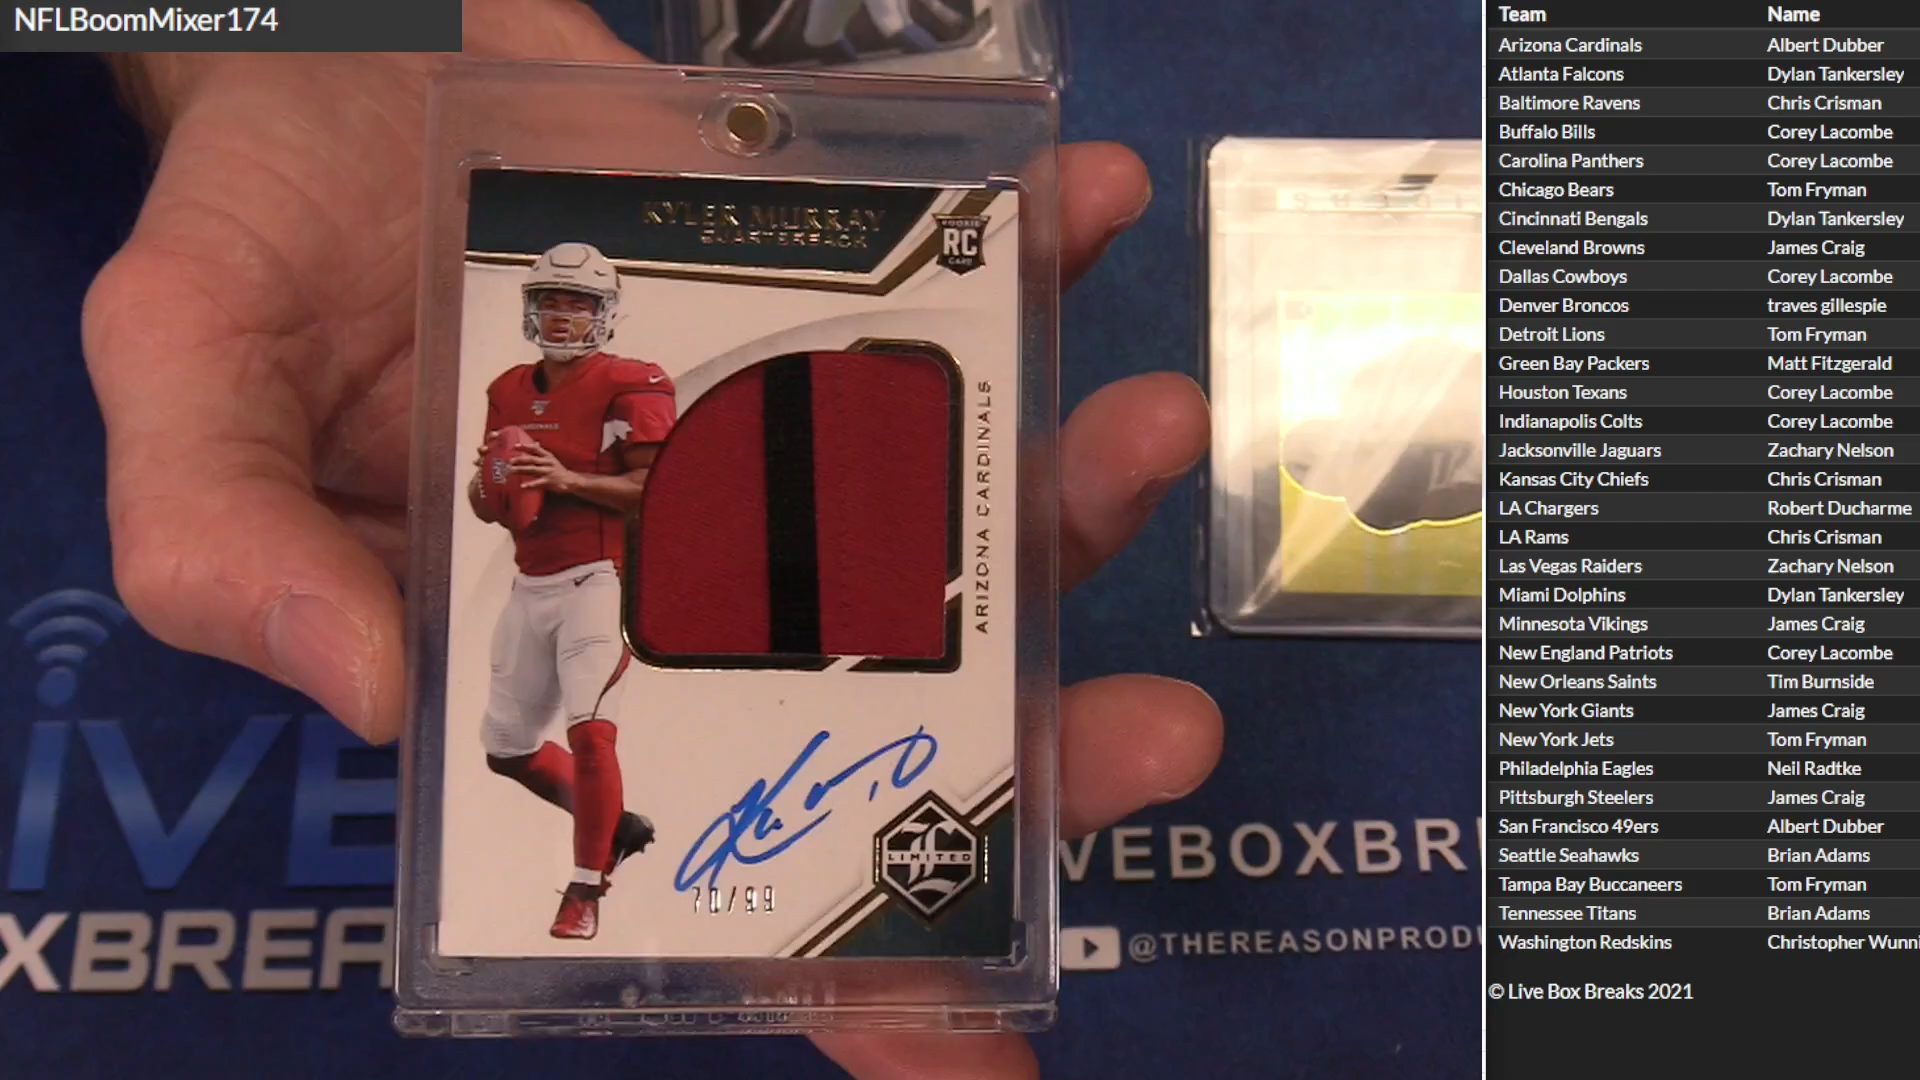 NFLBoomMixer174
KYLER MURRAY
QUARTERBACK
ROOKIE
RC
CARD
ARIZONA CARDINALS
LIMITED
70/99
iVE
XBREA
VEBOXBR
@THEREASONPRODU
Team Name
Arizona Cardinals Albert Dubber
Atlanta Falcons Dylan Tankersley
Baltimore Ravens Chris Crisman
Buffalo Bills Corey Lacombe
Carolina Panthers Corey Lacombe
Chicago Bears Tom Fryman
Cincinnati Bengals Dylan Tankersley
Cleveland Browns James Craig
Dallas Cowboys Corey Lacombe
Denver Broncos traves gillespie
Detroit Lions Tom Fryman
Green Bay Packers Matt Fitzgerald
Houston Texans Corey Lacombe
Indianapolis Colts Corey Lacombe
Jacksonville Jaguars Zachary Nelson
Kansas City Chiefs Chris Crisman
LA Chargers Robert Ducharme
LA Rams Chris Crisman
Las Vegas Raiders Zachary Nelson
Miami Dolphins Dylan Tankersley
Minnesota Vikings James Craig
New England Patriots Corey Lacombe
New Orleans Saints Tim Burnside
New York Giants James Craig
New York Jets Tom Fryman
Philadelphia Eagles Neil Radtke
Pittsburgh Steelers James Craig
San Francisco 49ers Albert Dubber
Seattle Seahawks Brian Adams
Tampa Bay Buccaneers Tom Fryman
Tennessee Titans Brian Adams
Washington Redskins Christopher Wunni
© Live Box Breaks 2021